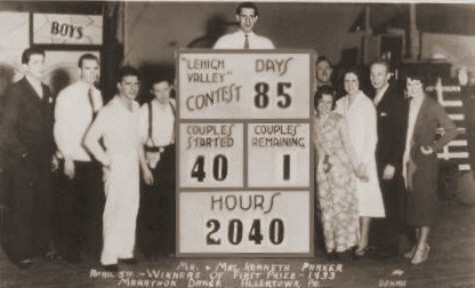 BOYS
"LEHIGH VALLEY" CONTEST
DAYS 85
COUPLES STARTED 40
COUPLES REMAINING 1
HOURS
2040
MR. & MRS. KENNETH PARKER
APRIL 8TH - WINNERS OF FIRST PRIZE - 1933
MARATHON DANCE ALLENTOWN PA.